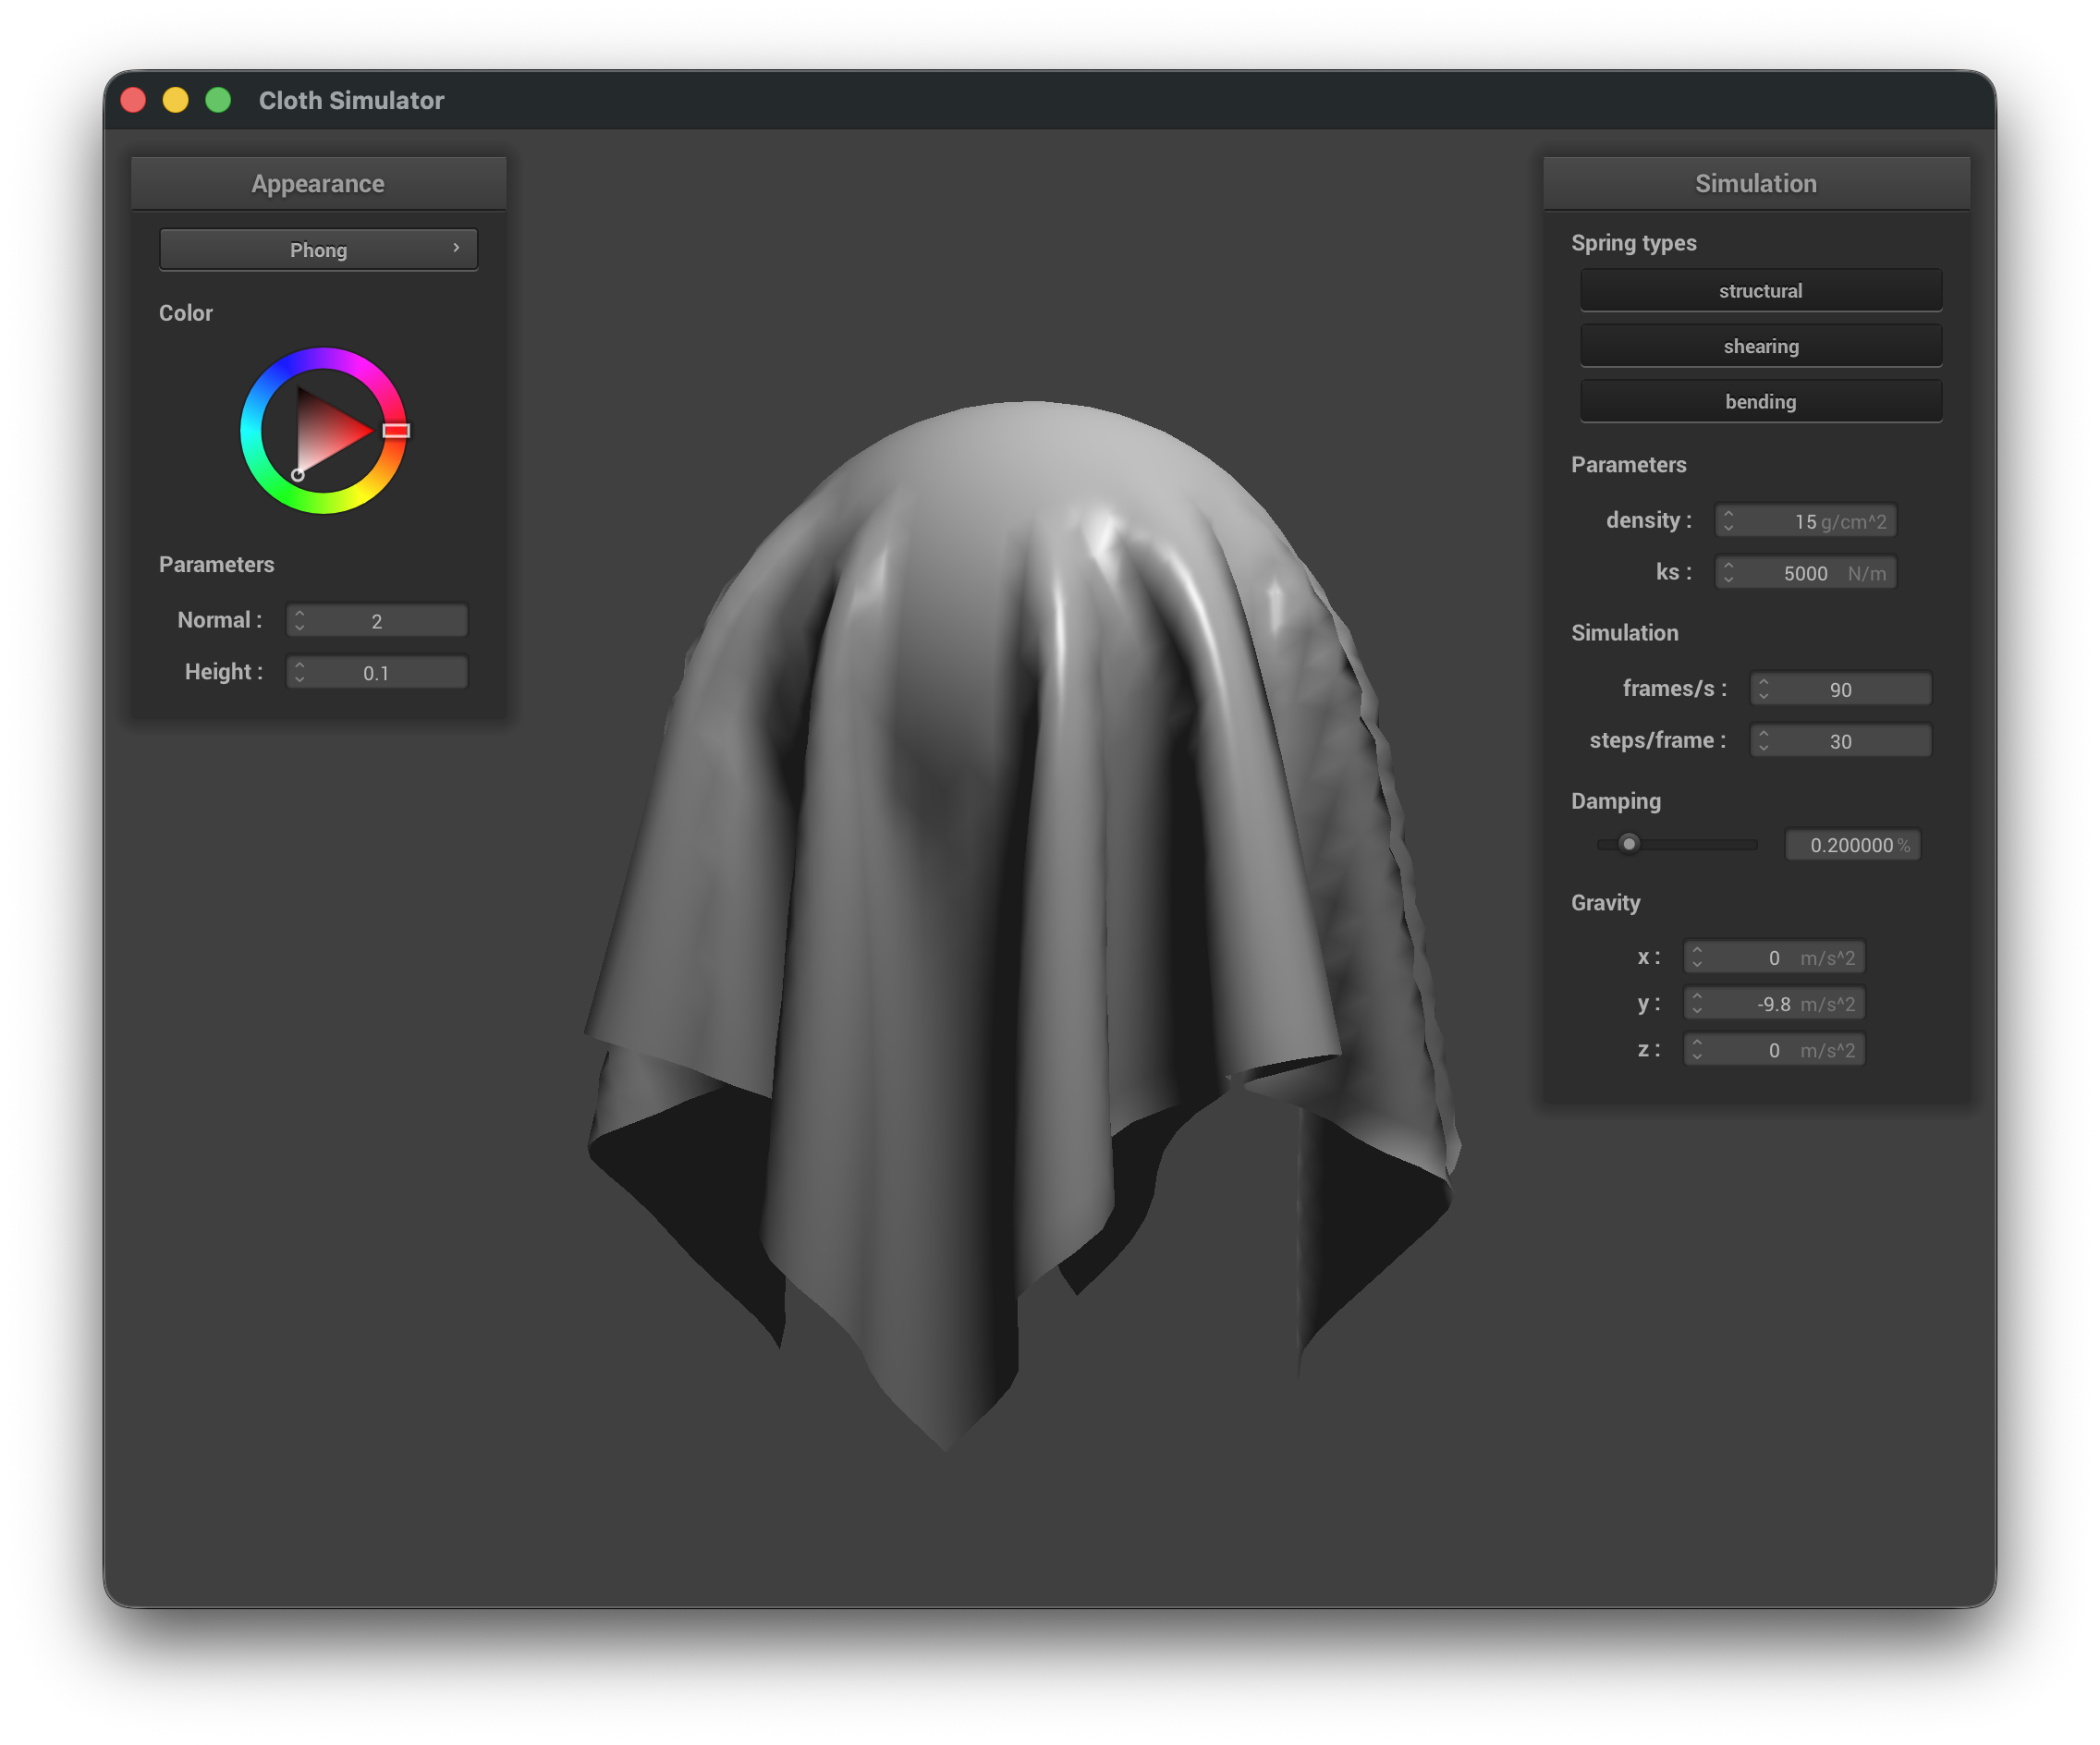 Cloth Simulator
Appearance
Phong
Color
Parameters
Normal : 2
Height : 0.1
Simulation
Spring types
structural
shearing
bending
Parameters
density : 15 g/cm^2
ks : 5000 N/m
Simulation
frames/s : 90
steps/frame : 30
Damping
0.200000 %
Gravity
x : 0 m/s^2
y : -9.8 m/s^2
z : 0 m/s^2